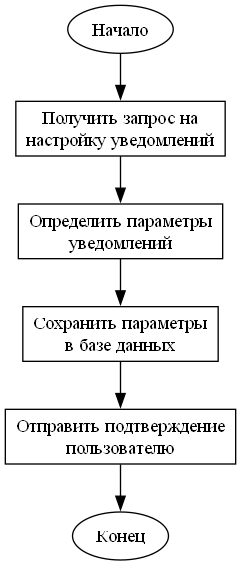 Начало
Получить запрос на
настройку уведомлений
Определить параметры
уведомлений
Сохранить параметры
в базе данных
Отправить подтверждение
пользователю
Конец